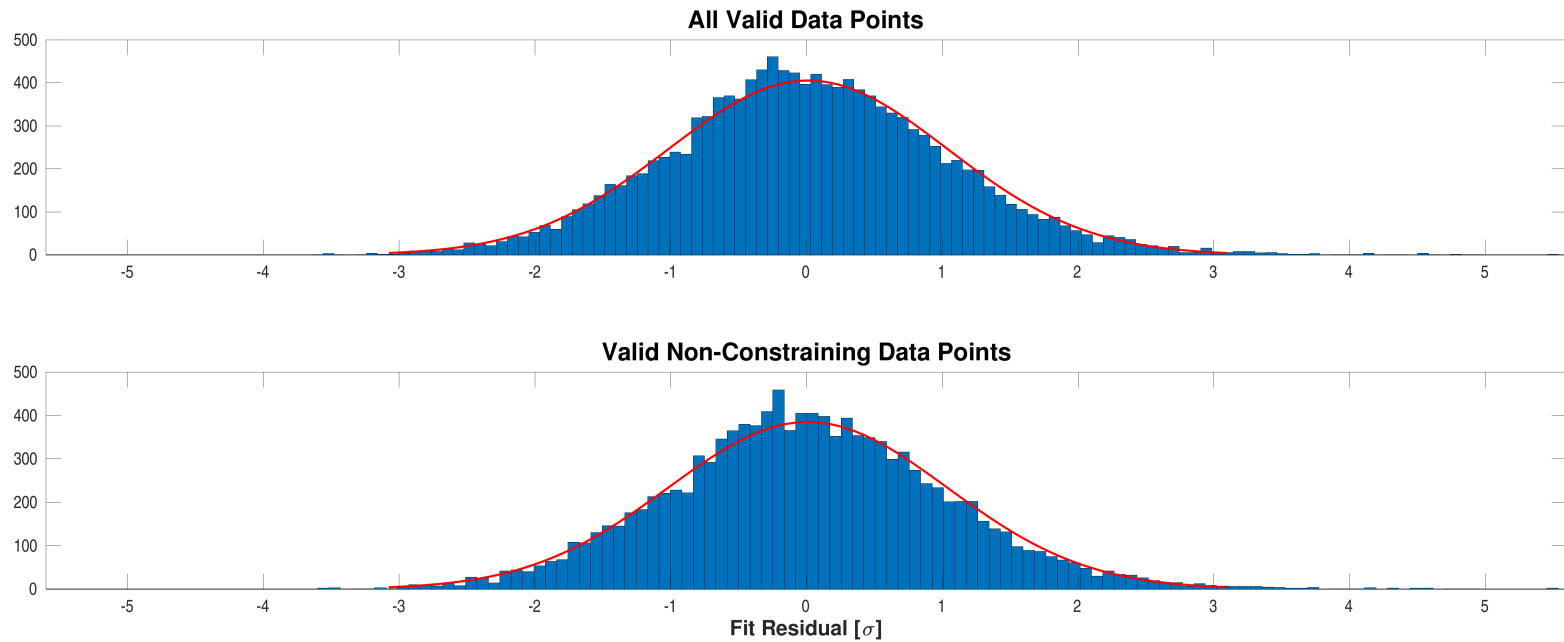 All Valid Data Points
500
400
300
200
100
0
-5 -4 -3 -2 -1 0 1 2 3 4 5
Valid Non-Constraining Data Points
500
400
300
200
100
0
-5 -4 -3 -2 -1 0 1 2 3 4 5
Fit Residual [σ]